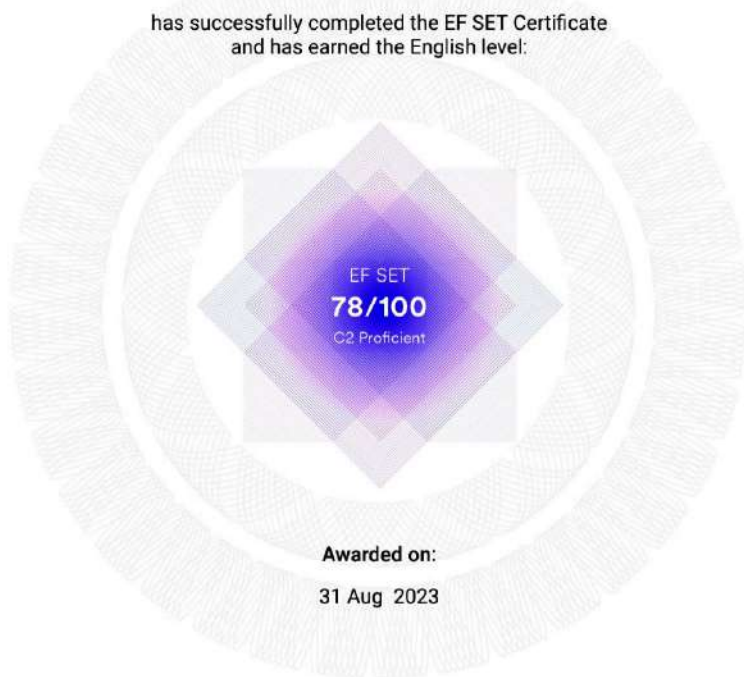 has successfully completed the EF SET Certificate
and has earned the English level:
EF SET
78/100
C2 Proficient
Awarded on:
31 Aug 2023